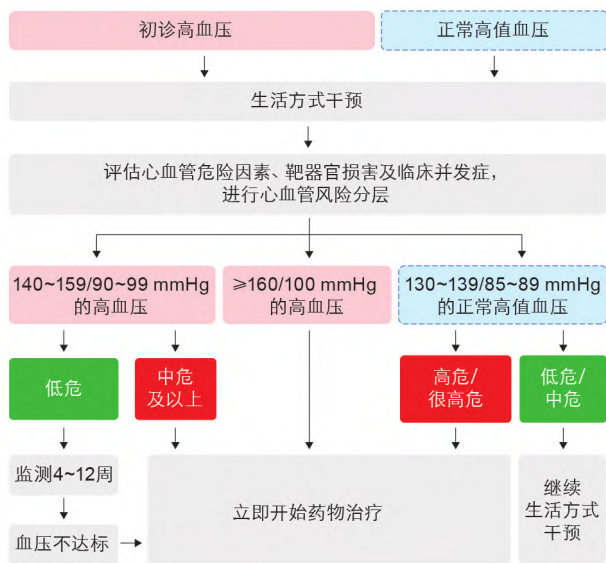 初诊高血压
正常高值血压
生活方式干预
评估心血管危险因素、靶器官损害及临床并发症，
进行心血管风险分层
140~159/90~99 mmHg
的高血压
≥160/100 mmHg
的高血压
130~139/85~89 mmHg
的正常高值血压
低危
中危
及以上
高危/
很高危
低危/
中危
监测4~12周
血压不达标
立即开始药物治疗
继续
生活方式
干预